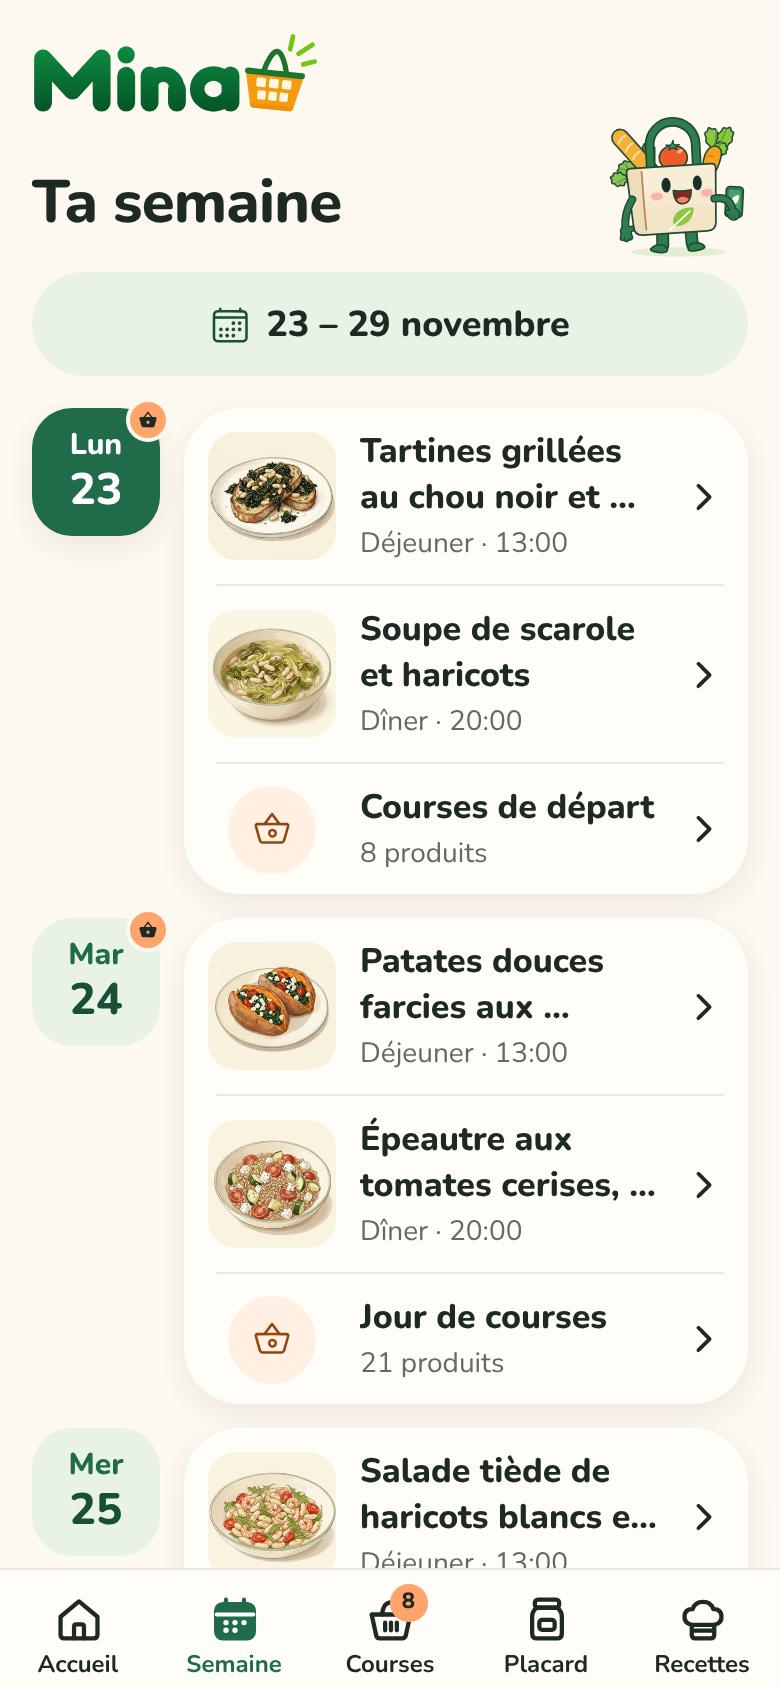 Mina
Ta semaine
23 – 29 novembre
Lun
23
Tartines grillées
au chou noir et ...
Déjeuner · 13:00
Soupe de scarole
et haricots
Dîner · 20:00
Courses de départ
8 produits
Mar
24
Patates douces
farcies aux ...
Déjeuner · 13:00
Épeautre aux
tomates cerises, ...
Dîner · 20:00
Jour de courses
21 produits
Mer
25
Salade tiède de
haricots blancs e...
Déjeuner · 13:00
8
Accueil
Semaine
Courses
Placard
Recettes